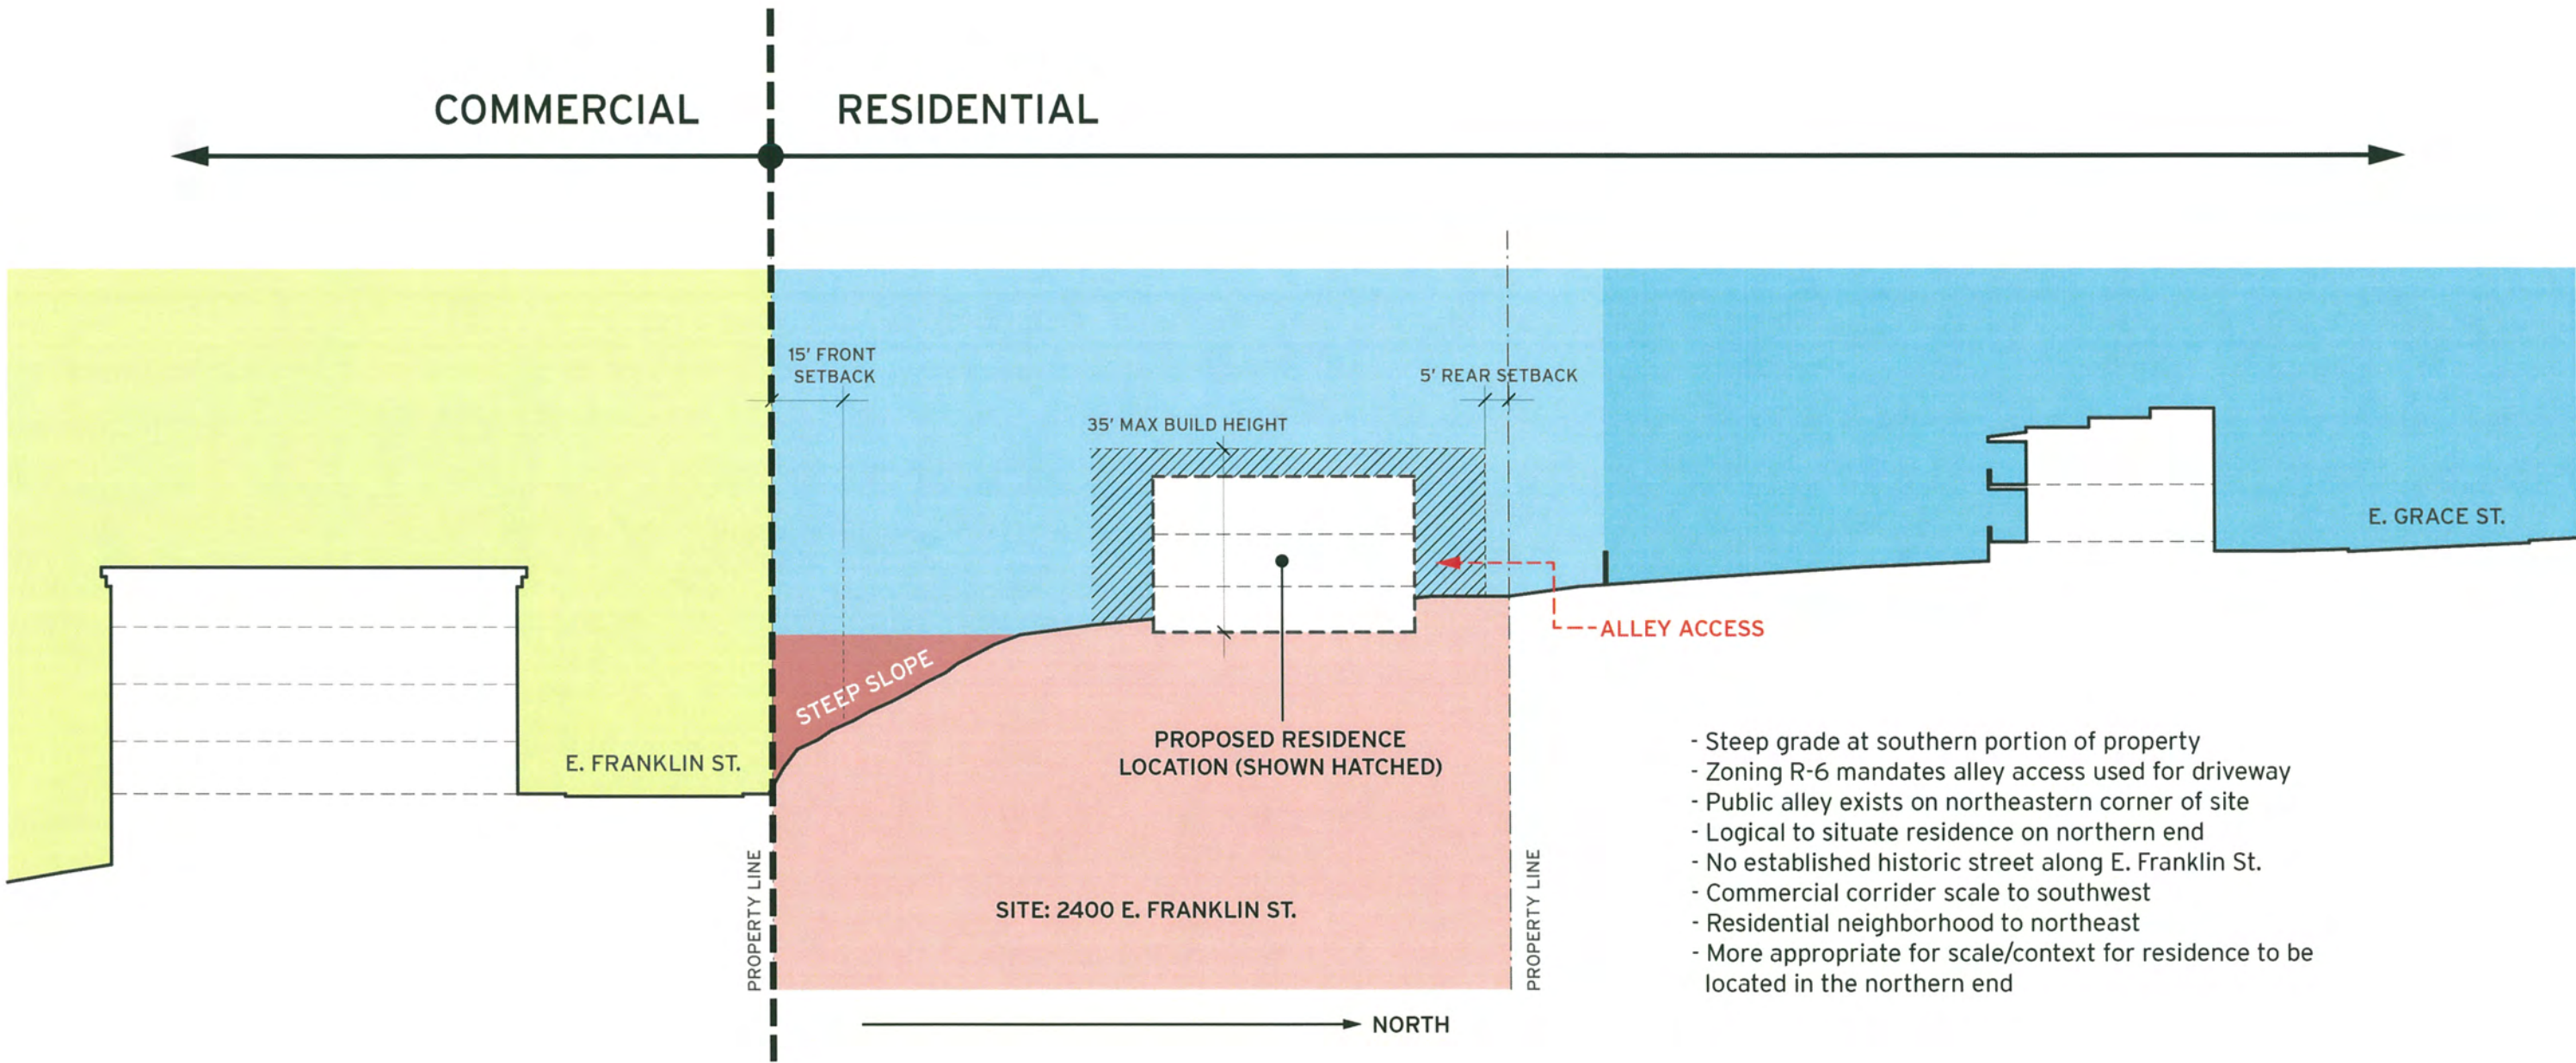 COMMERCIAL
RESIDENTIAL
15' FRONT
SETBACK
5' REAR SETBACK
35' MAX BUILD HEIGHT
E. GRACE ST.
ALLEY ACCESS
STEEP SLOPE
E. FRANKLIN ST.
PROPOSED RESIDENCE
LOCATION (SHOWN HATCHED)
PROPERTY LINE
SITE: 2400 E. FRANKLIN ST.
PROPERTY LINE
NORTH
- Steep grade at southern portion of property
- Zoning R-6 mandates alley access used for driveway
- Public alley exists on northeastern corner of site
- Logical to situate residence on northern end
- No established historic street along E. Franklin St.
- Commercial corrider scale to southwest
- Residential neighborhood to northeast
- More appropriate for scale/context for residence to be
located in the northern end